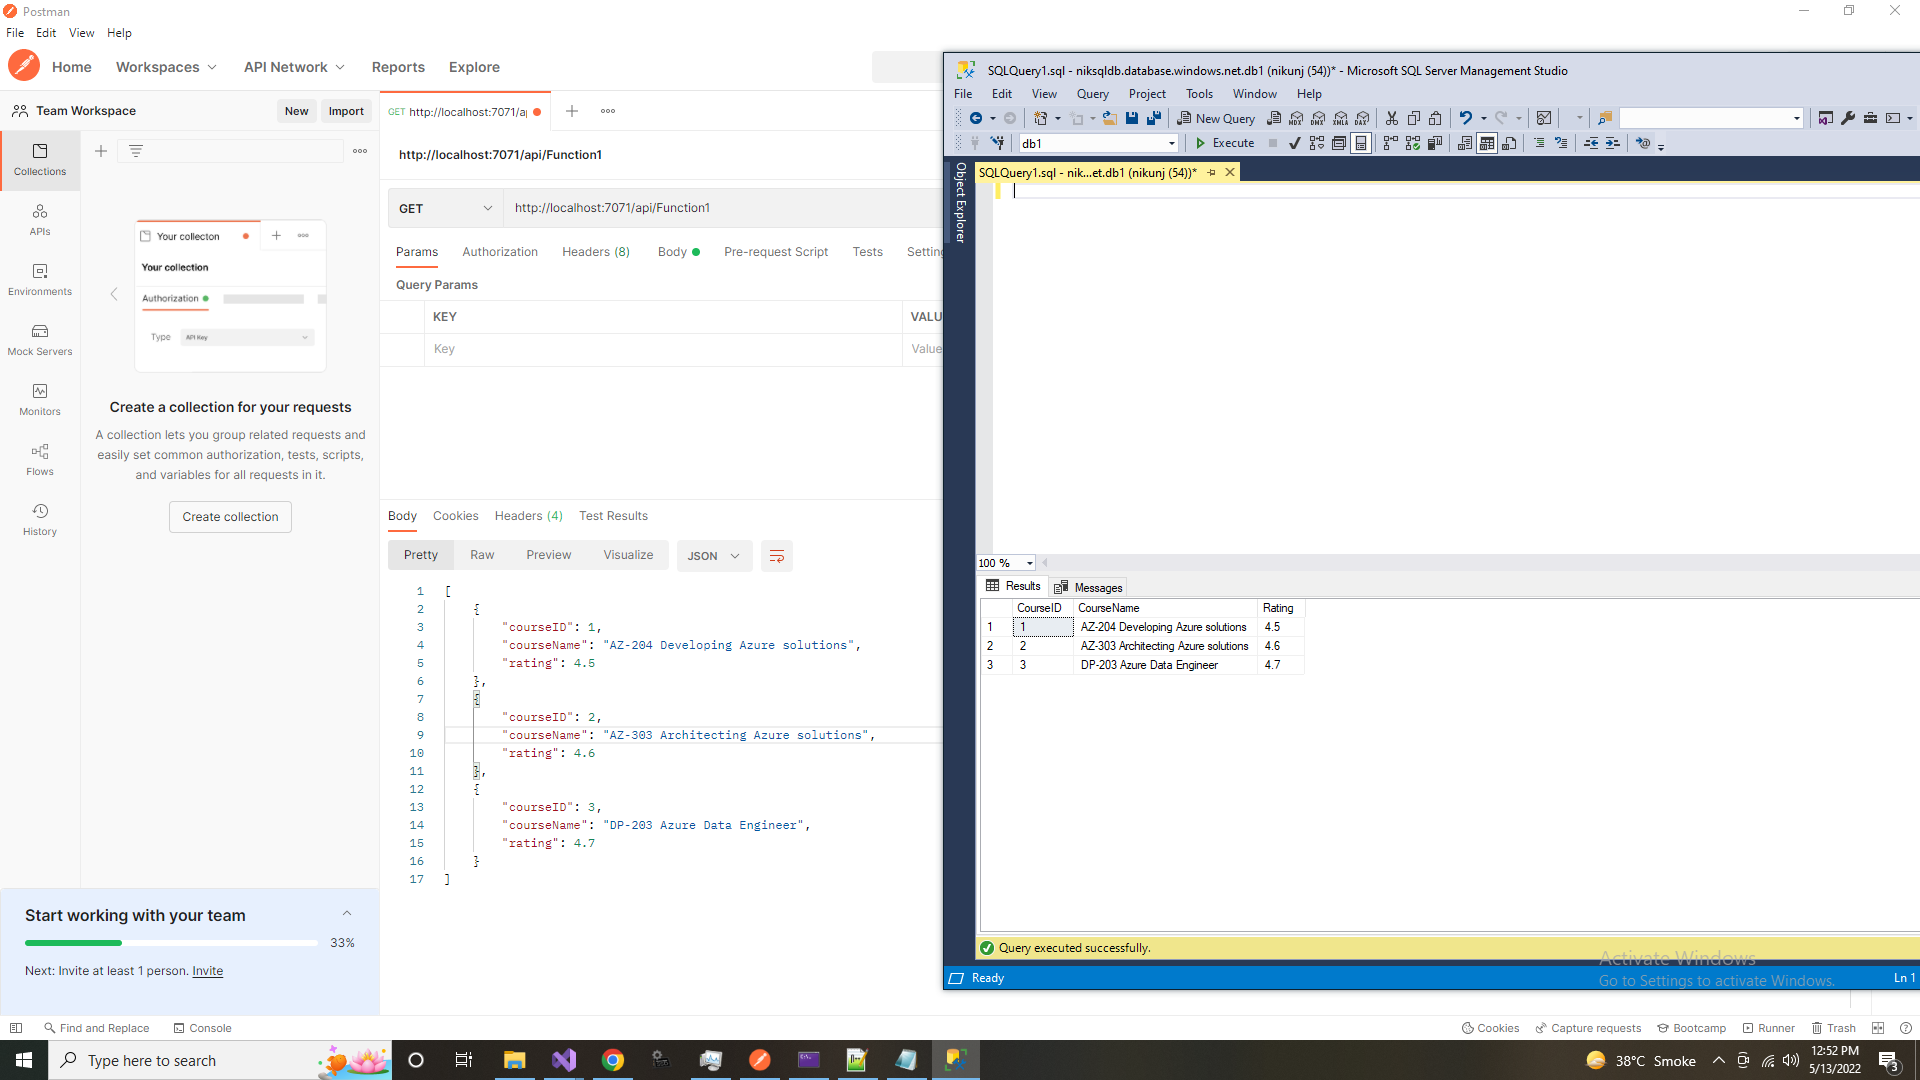 Postman
File Edit View Help
Home Workspaces API Network Reports Explore
Team Workspace New Import
GET http://localhost:7071/a
http://localhost:7071/api/Function1
GET http://localhost:7071/api/Function1
Params Authorization Headers (8) Body Pre-request Script Tests Setting
Query Params
KEY VALU
Key Value
Collections
APIs
Environments
Mock Servers
Monitors
Flows
History
Your collecton
Your collection
Authorization
Type API Key
Create a collection for your requests
A collection lets you group related requests and
easily set common authorization, tests, scripts,
and variables for all requests in it.
Create collection
Start working with your team
33%
Next: Invite at least 1 person. Invite
Body Cookies Headers (4) Test Results
Pretty Raw Preview Visualize JSON
1 [
2 {
3 "courseID": 1,
4 "courseName": "AZ-204 Developing Azure solutions",
5 "rating": 4.5
6 },
7 {
8 "courseID": 2,
9 "courseName": "AZ-303 Architecting Azure solutions",
10 "rating": 4.6
11 },
12 {
13 "courseID": 3,
14 "courseName": "DP-203 Azure Data Engineer",
15 "rating": 4.7
16 }
17 ]
SQLQuery1.sql - niksqldb.database.windows.net.db1 (nikunj (54))* - Microsoft SQL Server Management Studio
File Edit View Query Project Tools Window Help
New Query MDX DMX XMLA DAX
db1 Execute
Object Explorer
SQLQuery1.sql - nik...et.db1 (nikunj (54))*
100 %
Results Messages
CourseID CourseName Rating
1 1 AZ-204 Developing Azure solutions 4.5
2 2 AZ-303 Architecting Azure solutions 4.6
3 3 DP-203 Azure Data Engineer 4.7
Query executed successfully.
Activate Windows
Go to Settings to activate Windows.
Ready Ln 1
Find and Replace Console Cookies Capture requests Bootcamp Runner Trash
Type here to search
38°C Smoke
12:52 PM
5/13/2022
3